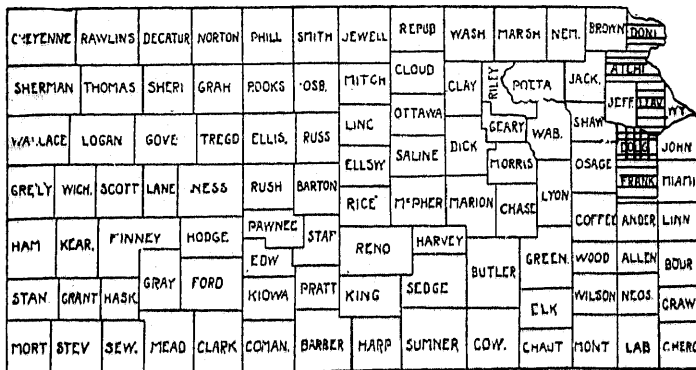 CHEYENNE RAWLINS DECATUR NORTON PHILL SMITH JEWELL REPUB WASH MARSH NEM. BROWN DONI
SHERMAN THOMAS SHERI GRAH ROOKS OSB. MITCH CLOUD CLAY RILEY POTTA JACK. ATCHI
JEFF. LEAV. WY.
WALLACE LOGAN GOVE TREGO ELLIS. RUSS LINC OTTAWA GEARY WAB. SHAW DOUG JOHN
ELLSW SALINE DICK MORRIS OSAGE FRANK MIAMI
GRE'LY WICH. SCOTT LANE NESS RUSH BARTON RICE McPHER MARION CHASE LYON COFFEE ANDER LINN
HAM KEAR. FINNEY HODGE PAWNEE STAF RENO HARVEY
EDW GRAY FORD BUTLER GREEN. WOOD ALLEN BOUR
STAN. GRANT HASK. KIOWA PRATT KING SEDGE ELK WILSON NEOS. CRAW
MORT STEV SEW. MEAD CLARK COMAN. BARBER HARP SUMNER COW. CHAUT MONT LAB CHERO